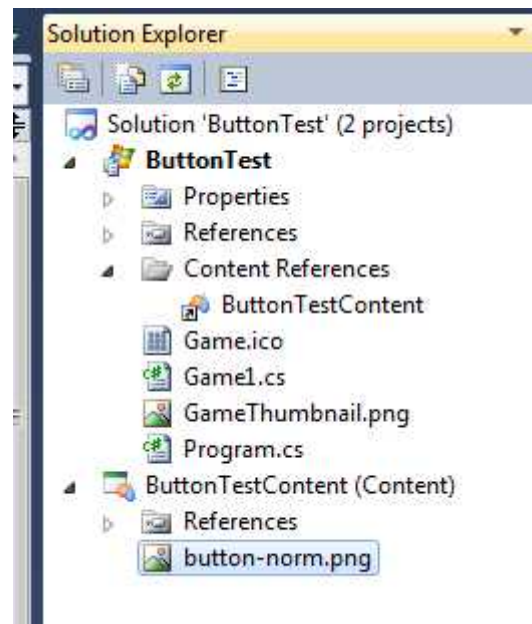 Solution Explorer
Solution 'ButtonTest' (2 projects)
ButtonTest
Properties
References
Content References
ButtonTestContent
Game.ico
Game1.cs
GameThumbnail.png
Program.cs
ButtonTestContent (Content)
References
button-norm.png